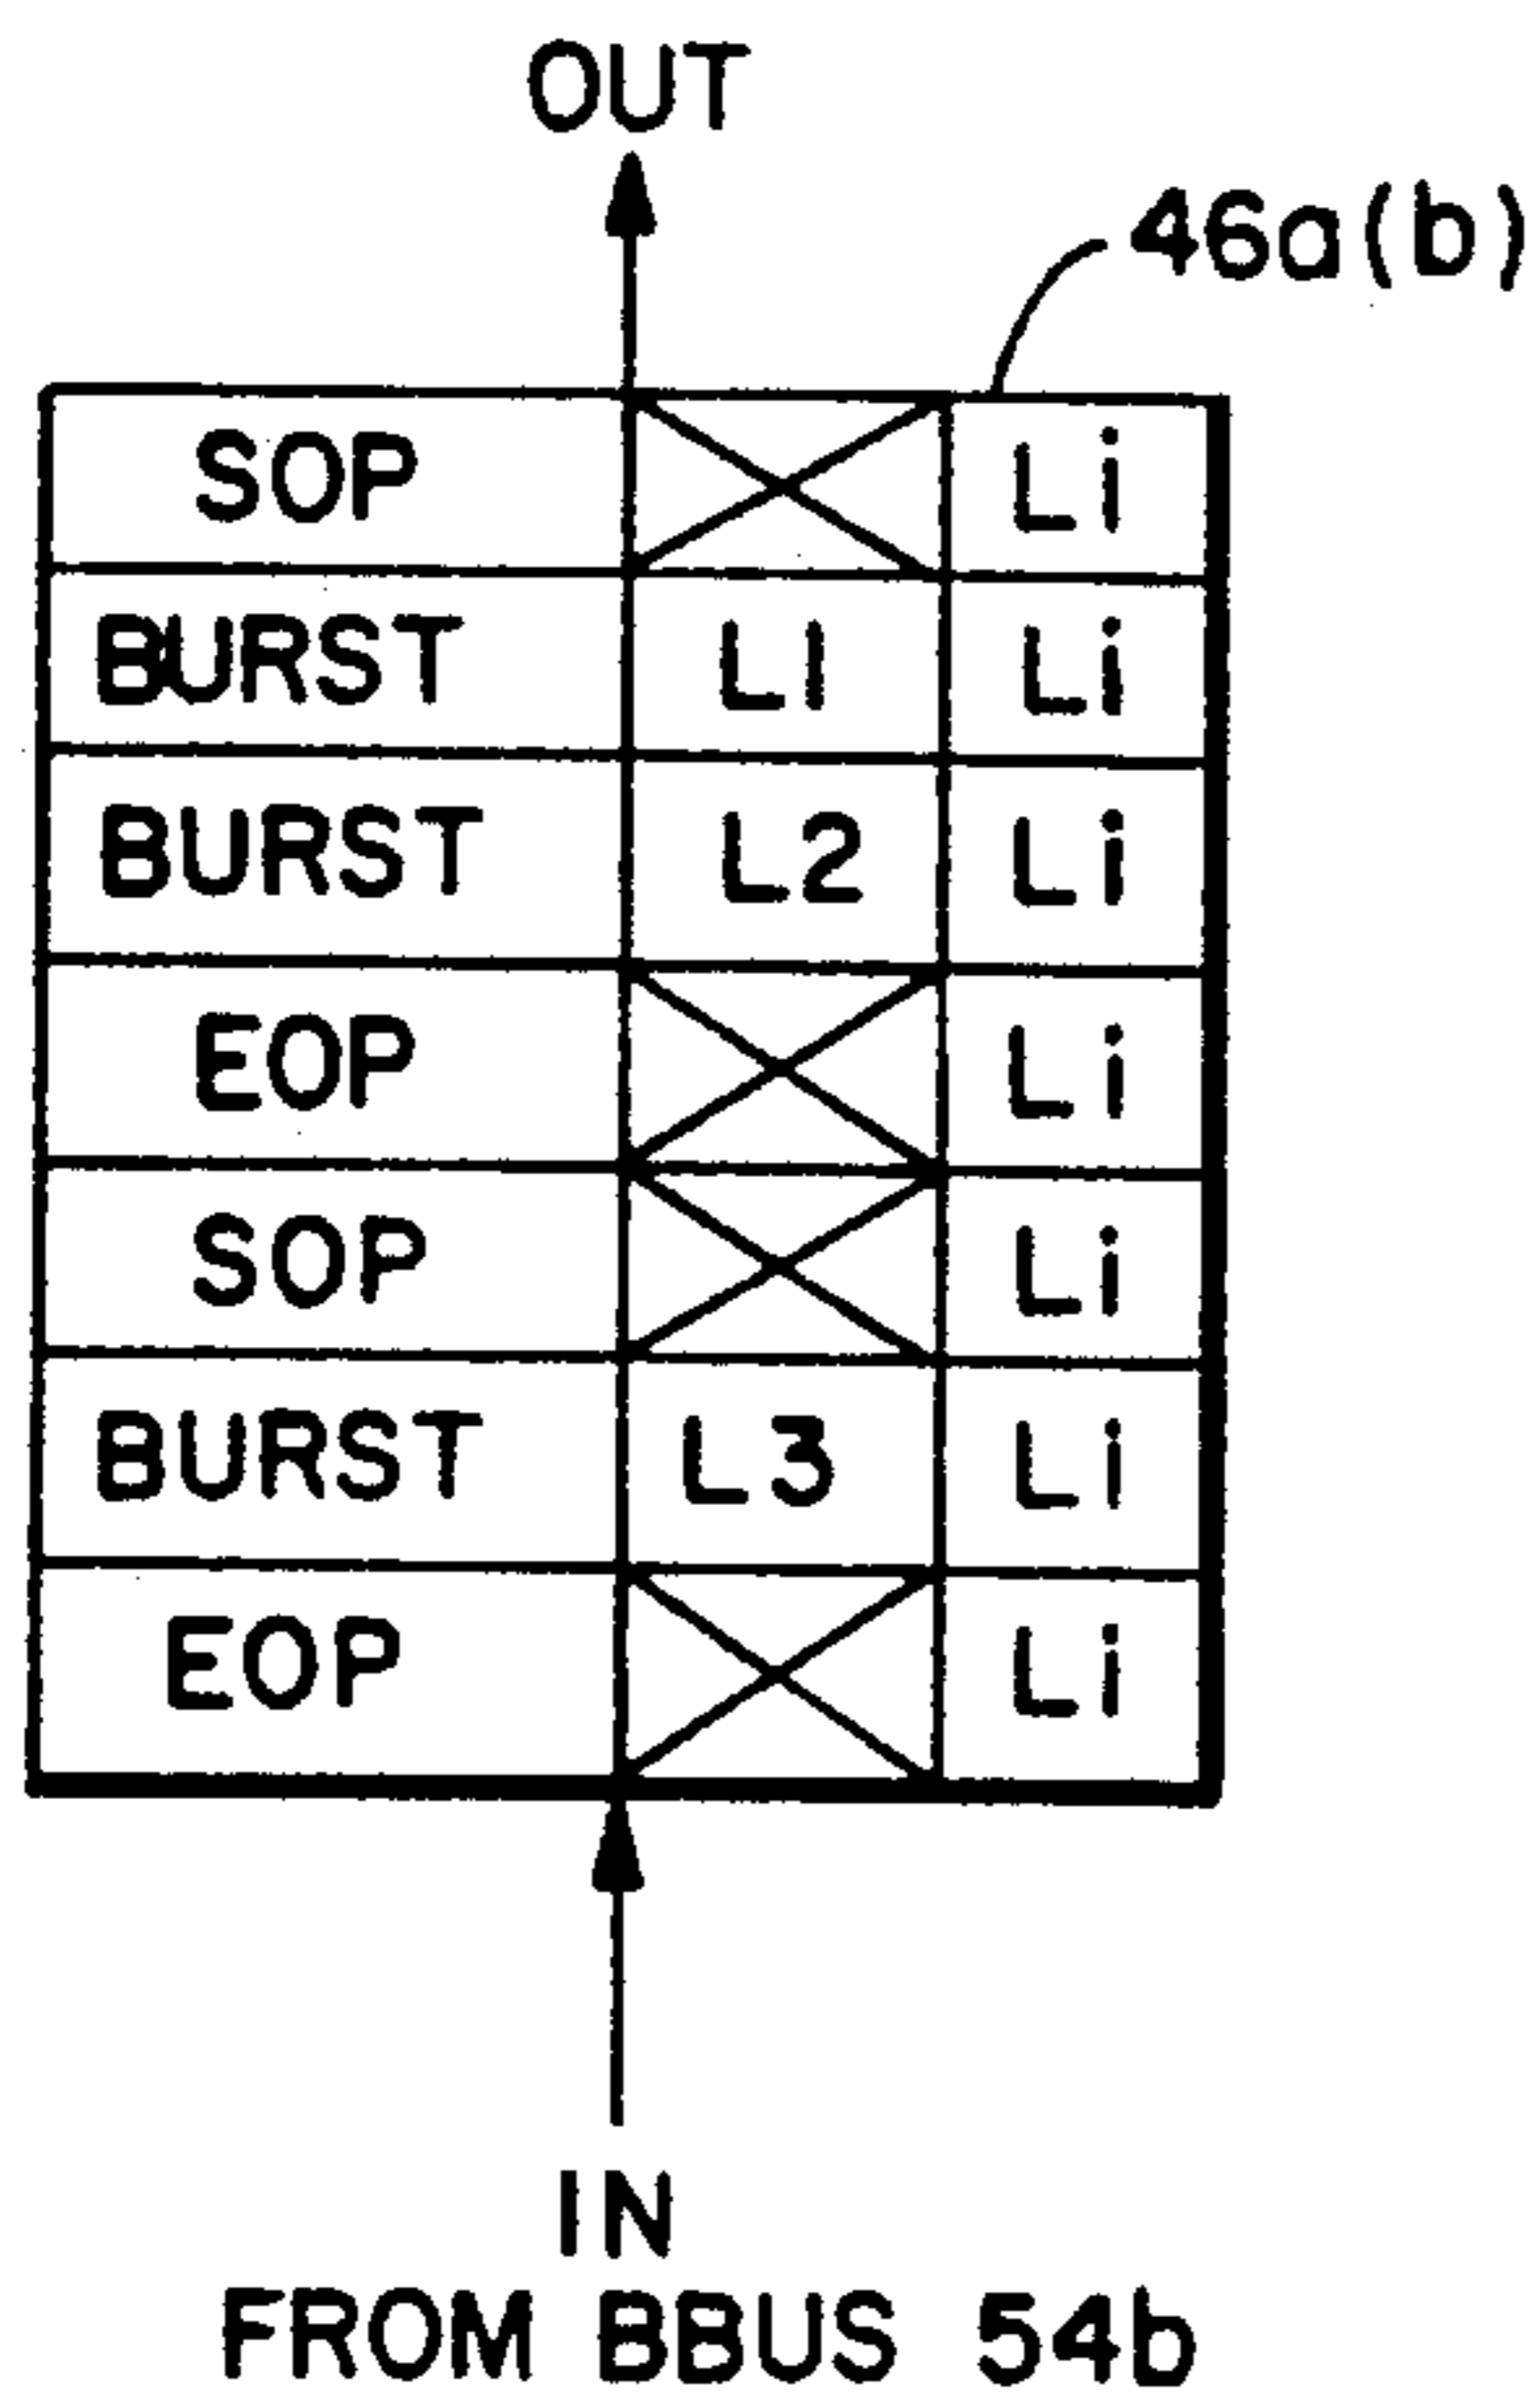 OUT
46a(b)
SOP Li
BURST L1 Li
BURST L2 Li
EOP Li
SOP Li
BURST L3 Li
EOP Li
IN
FROM BBUS 54b